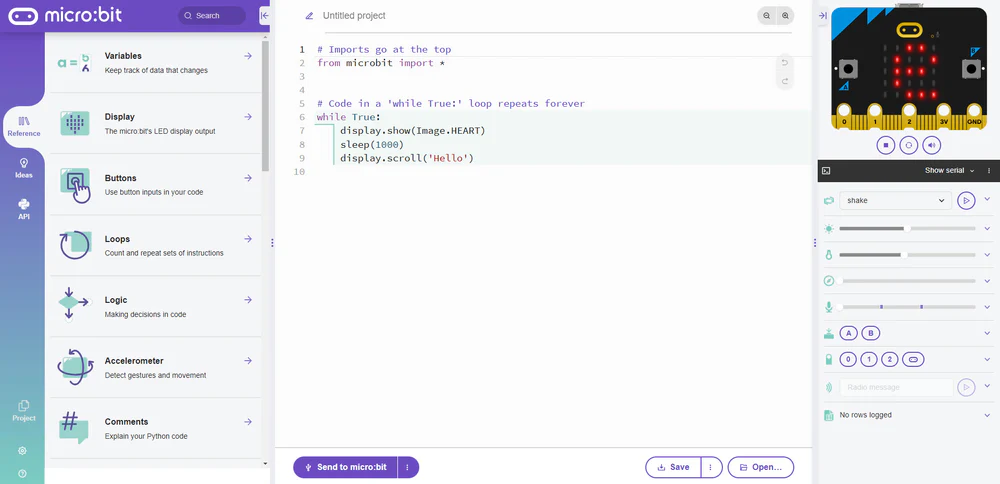 micro:bit
Search
Reference
Ideas
API
Project
a = b
Variables
Keep track of data that changes
Display
The micro:bit's LED display output
Buttons
Use button inputs in your code
Loops
Count and repeat sets of instructions
Logic
Making decisions in code
Accelerometer
Detect gestures and movement
#
Comments
Explain your Python code
Untitled project
1 # Imports go at the top
2 from microbit import *
3
4
5 # Code in a 'while True:' loop repeats forever
6 while True:
7 display.show(Image.HEART)
8 sleep(1000)
9 display.scroll('Hello')
10
Send to micro:bit
Save
Open...
B
A
0 1 2 3V GND
Show serial
shake
A B
0 1 2
Radio message
No rows logged